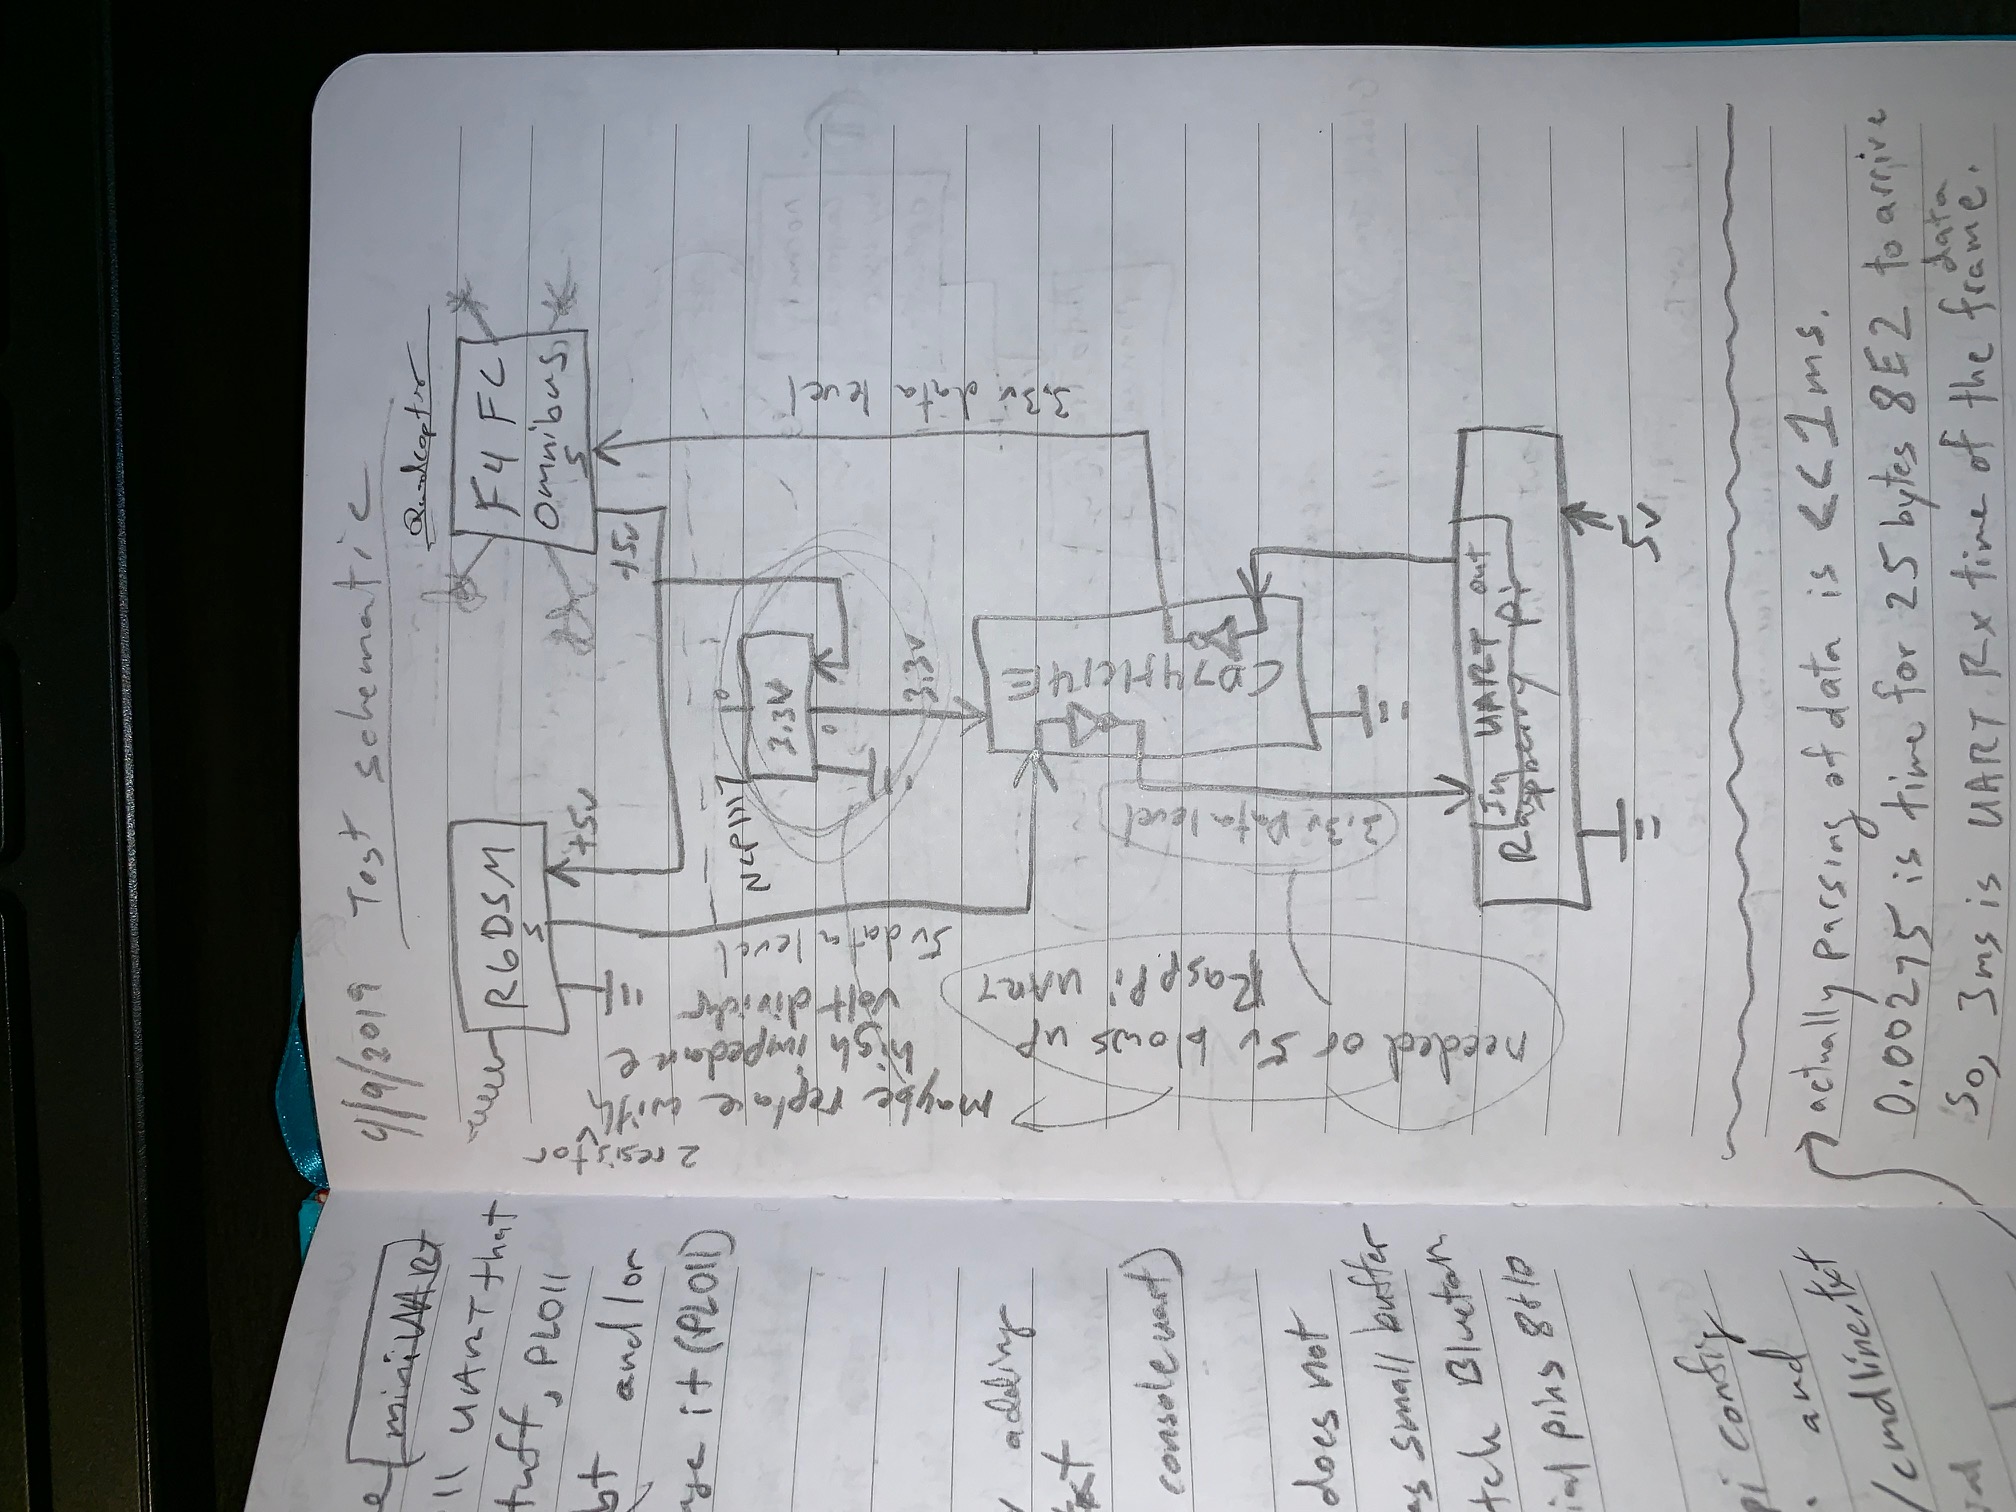 e miniUART
ll UART that
tuff, PL011
bt and/or
age it (PL011)
adding
console uart)
does not
as small buffer
tch Bluetoth
ial pins 8+10
pi config
and
/cmdline.txt
4/9/2019 Test schematic
Quadcopter
R6DSM
S
+5v
F4 FC
Omnibus
S
+5v
2 resistor
maybe replace with
high impedance
volt divider
5v data level
NCP1117
3.3V
3.3v
3.3v data level
CD74HC14E
3.3v Data level
needed or 5v blows up
RaspPi UART
In UART out
Raspberry Pi
5v
actually parsing of data is <<1ms.
0.00275 is time for 25 bytes 8E2 to arrive
so, 3ms is UART Rx time of the data frame.